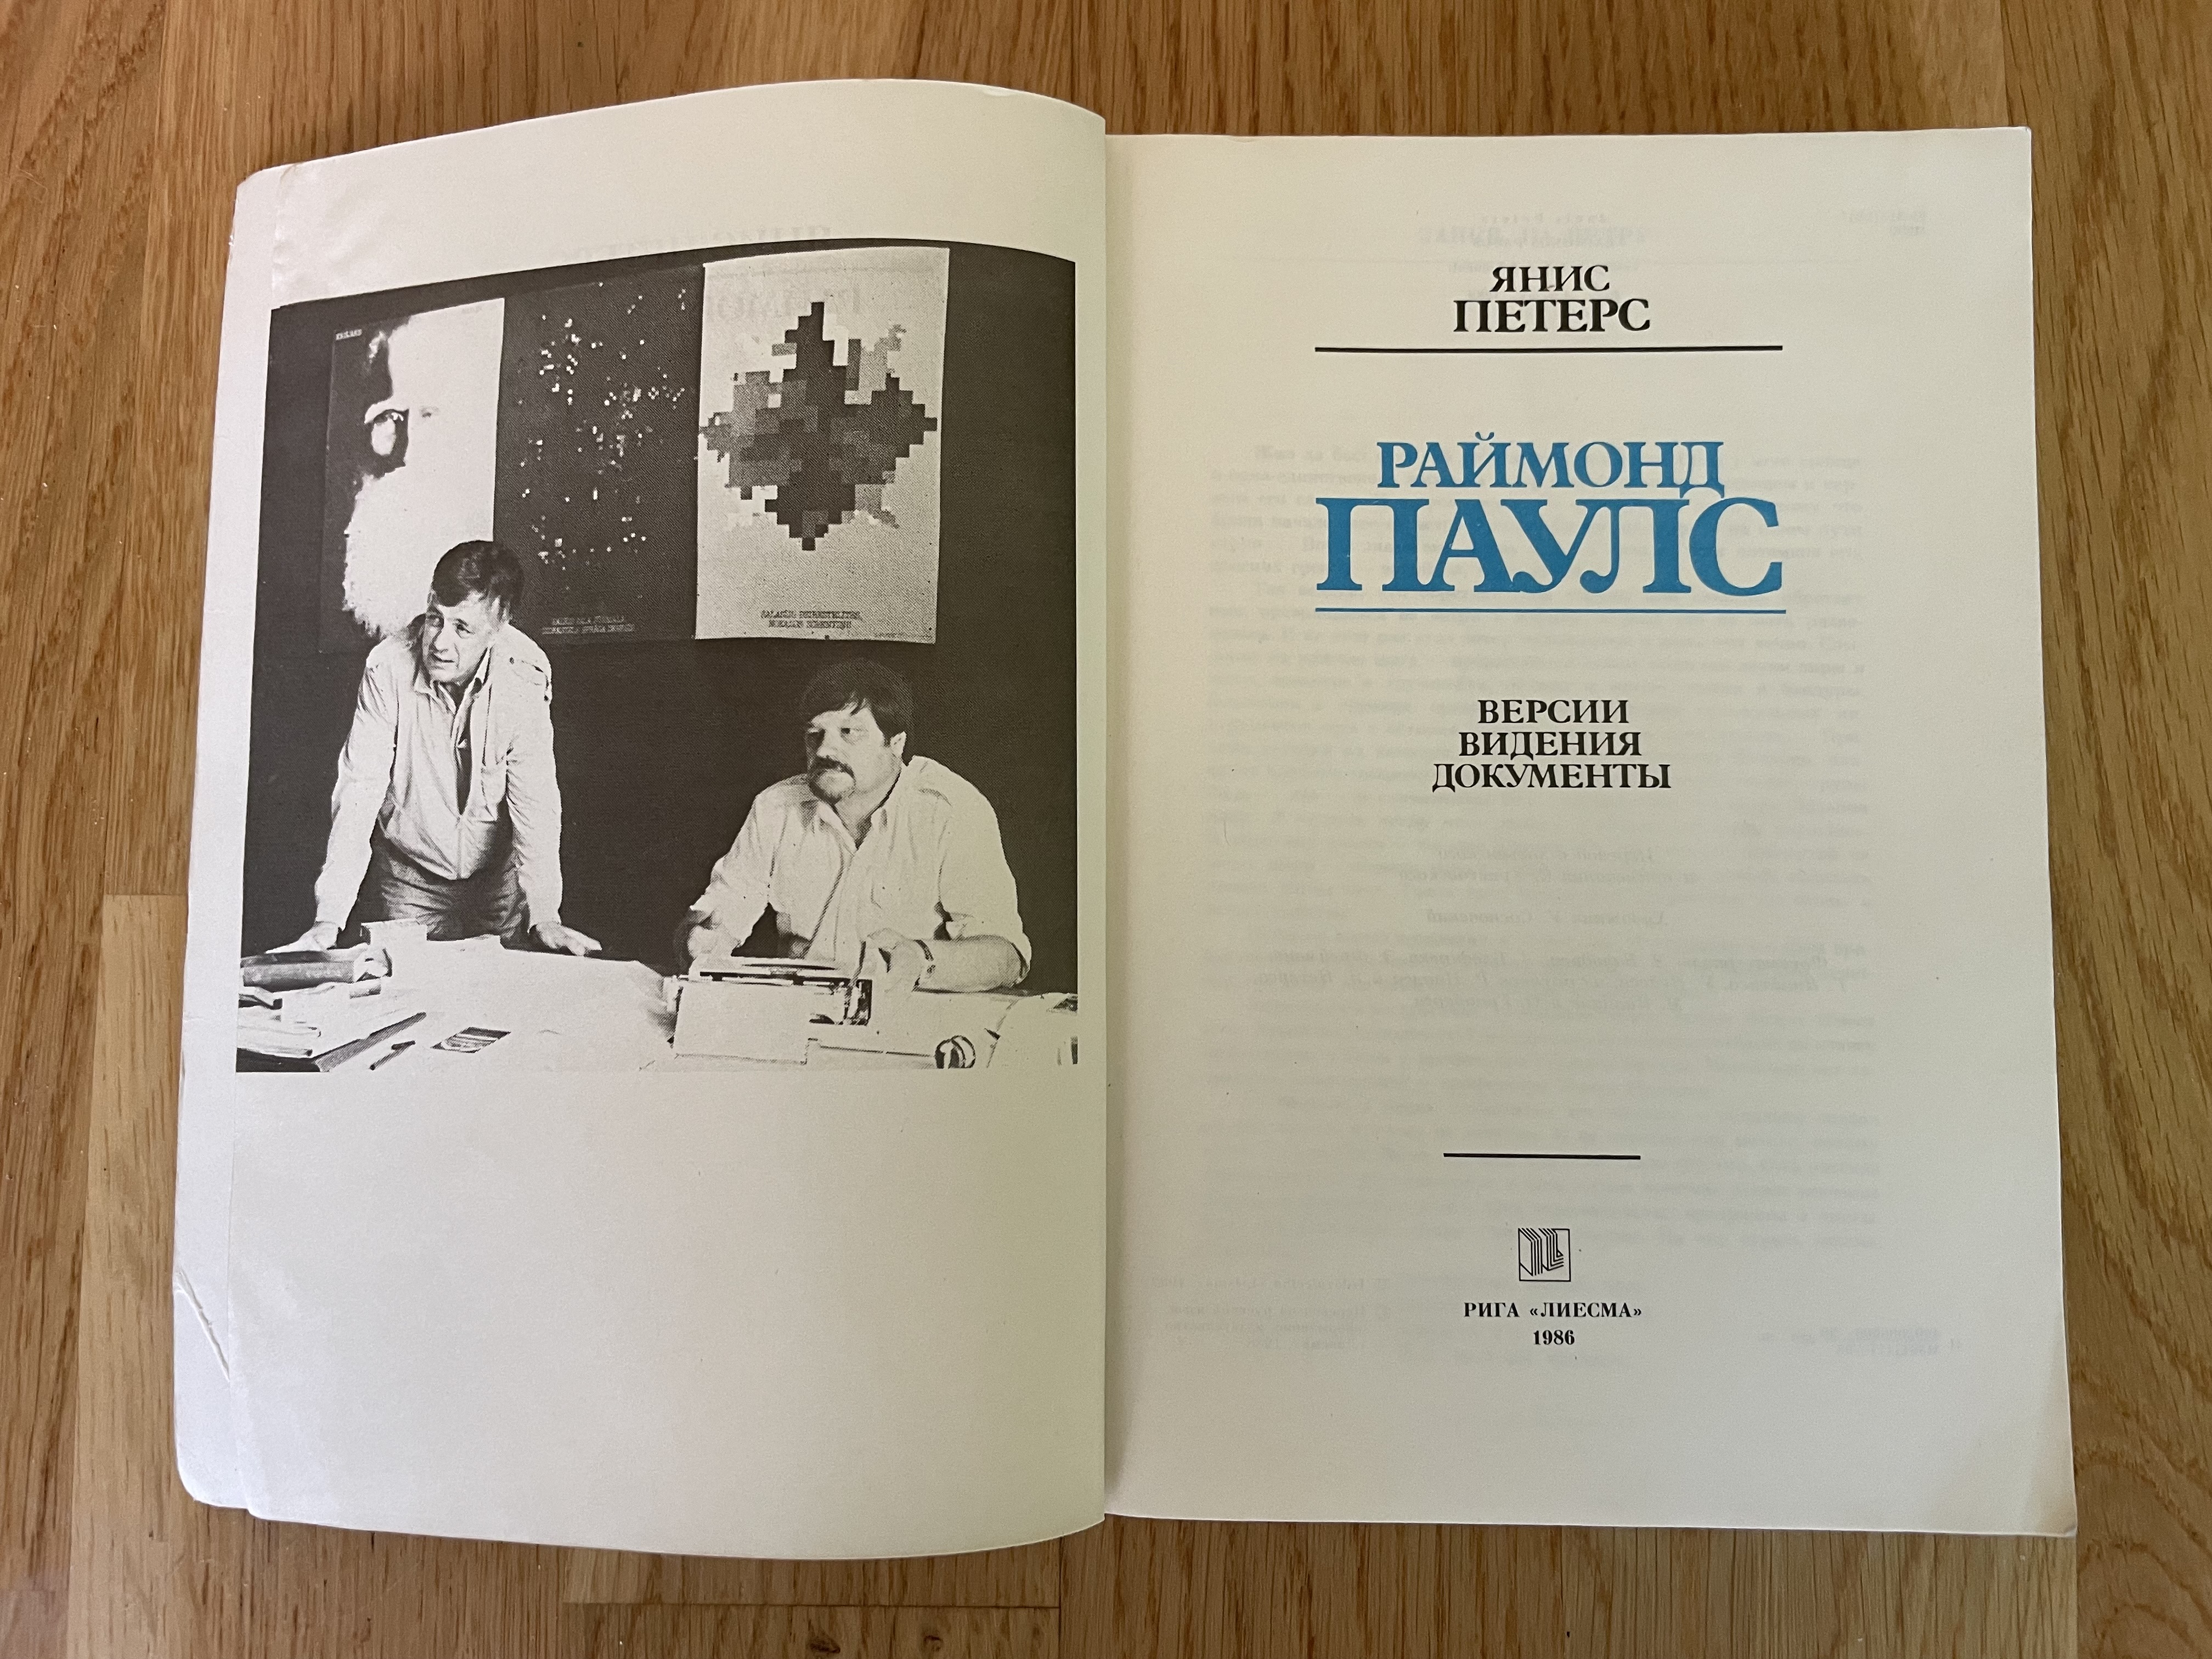 ЯНИС
ПЕТЕРС
РАЙМОНД
ПАУЛС
ВЕРСИИ
ВИДЕНИЯ
ДОКУМЕНТЫ
РИГА «ЛИЕСМА»
1986